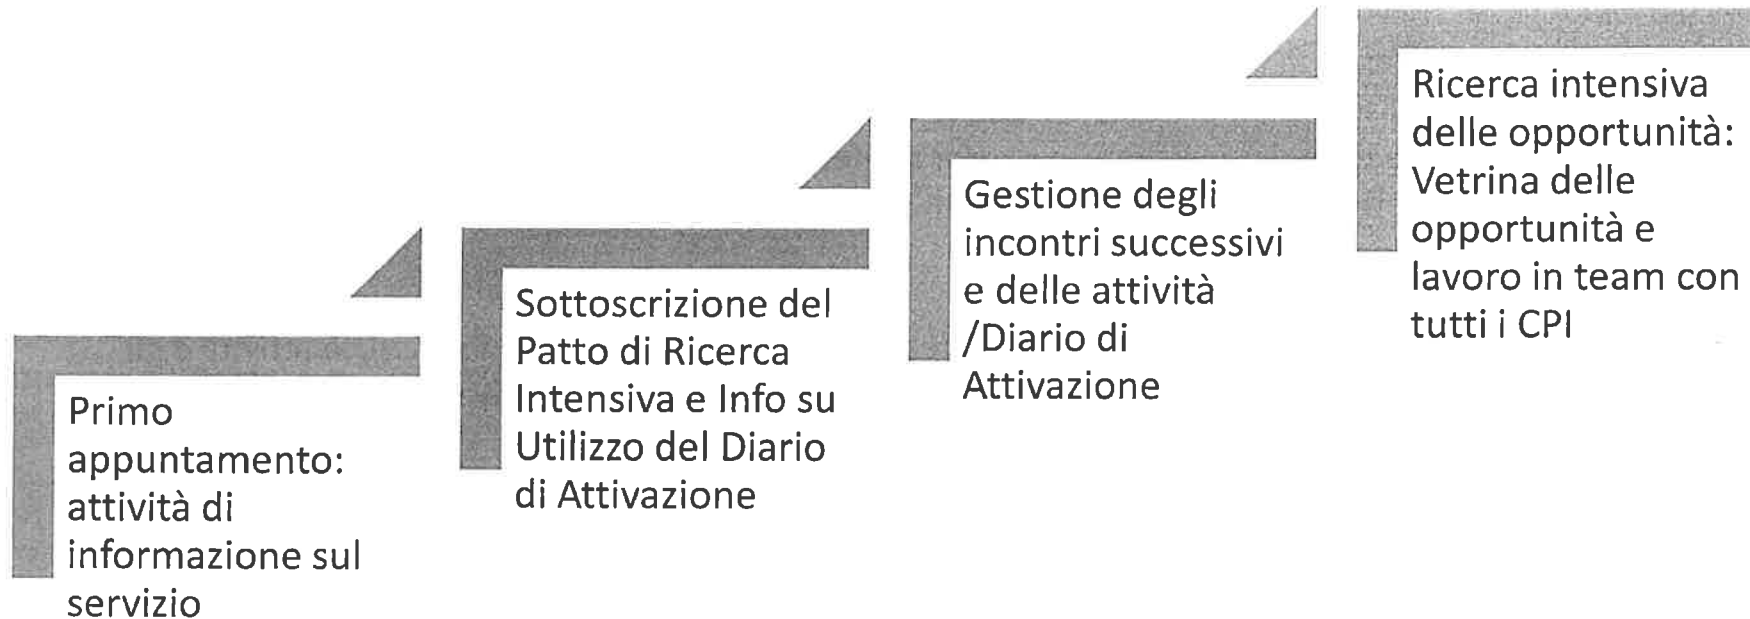 Primo
appuntamento:
attività di
informazione sul
servizio
Sottoscrizione del
Patto di Ricerca
Intensiva e Info su
Utilizzo del Diario
di Attivazione
Gestione degli
incontri successivi
e delle attività
/Diario di
Attivazione
Ricerca intensiva
delle opportunità:
Vetrina delle
opportunità e
lavoro in team con
tutti i CPI